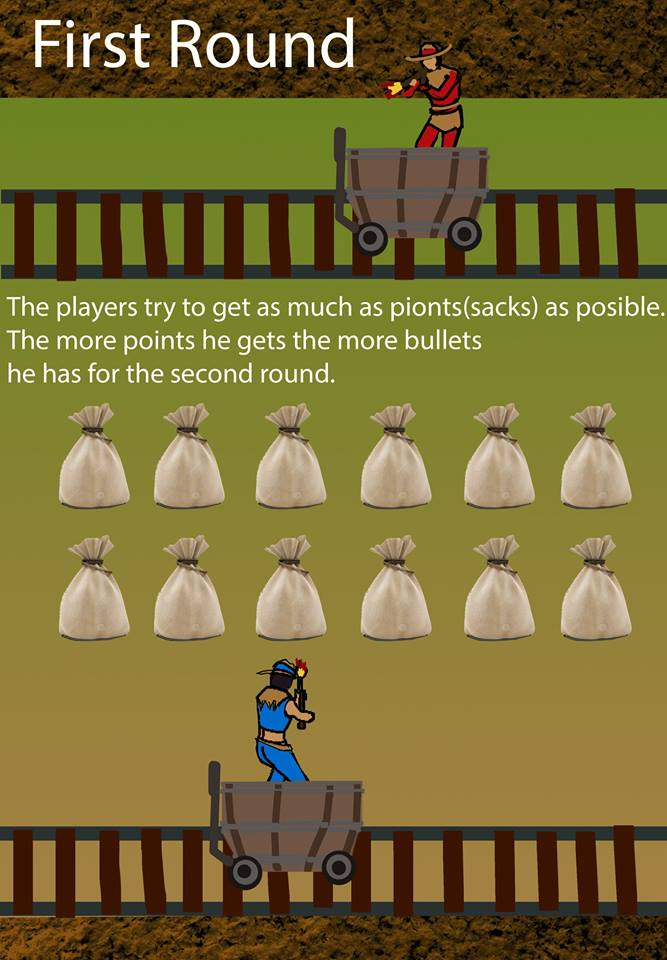 First Round
The players try to get as much as pionts(sacks) as posible.
The more points he gets the more bullets
he has for the second round.